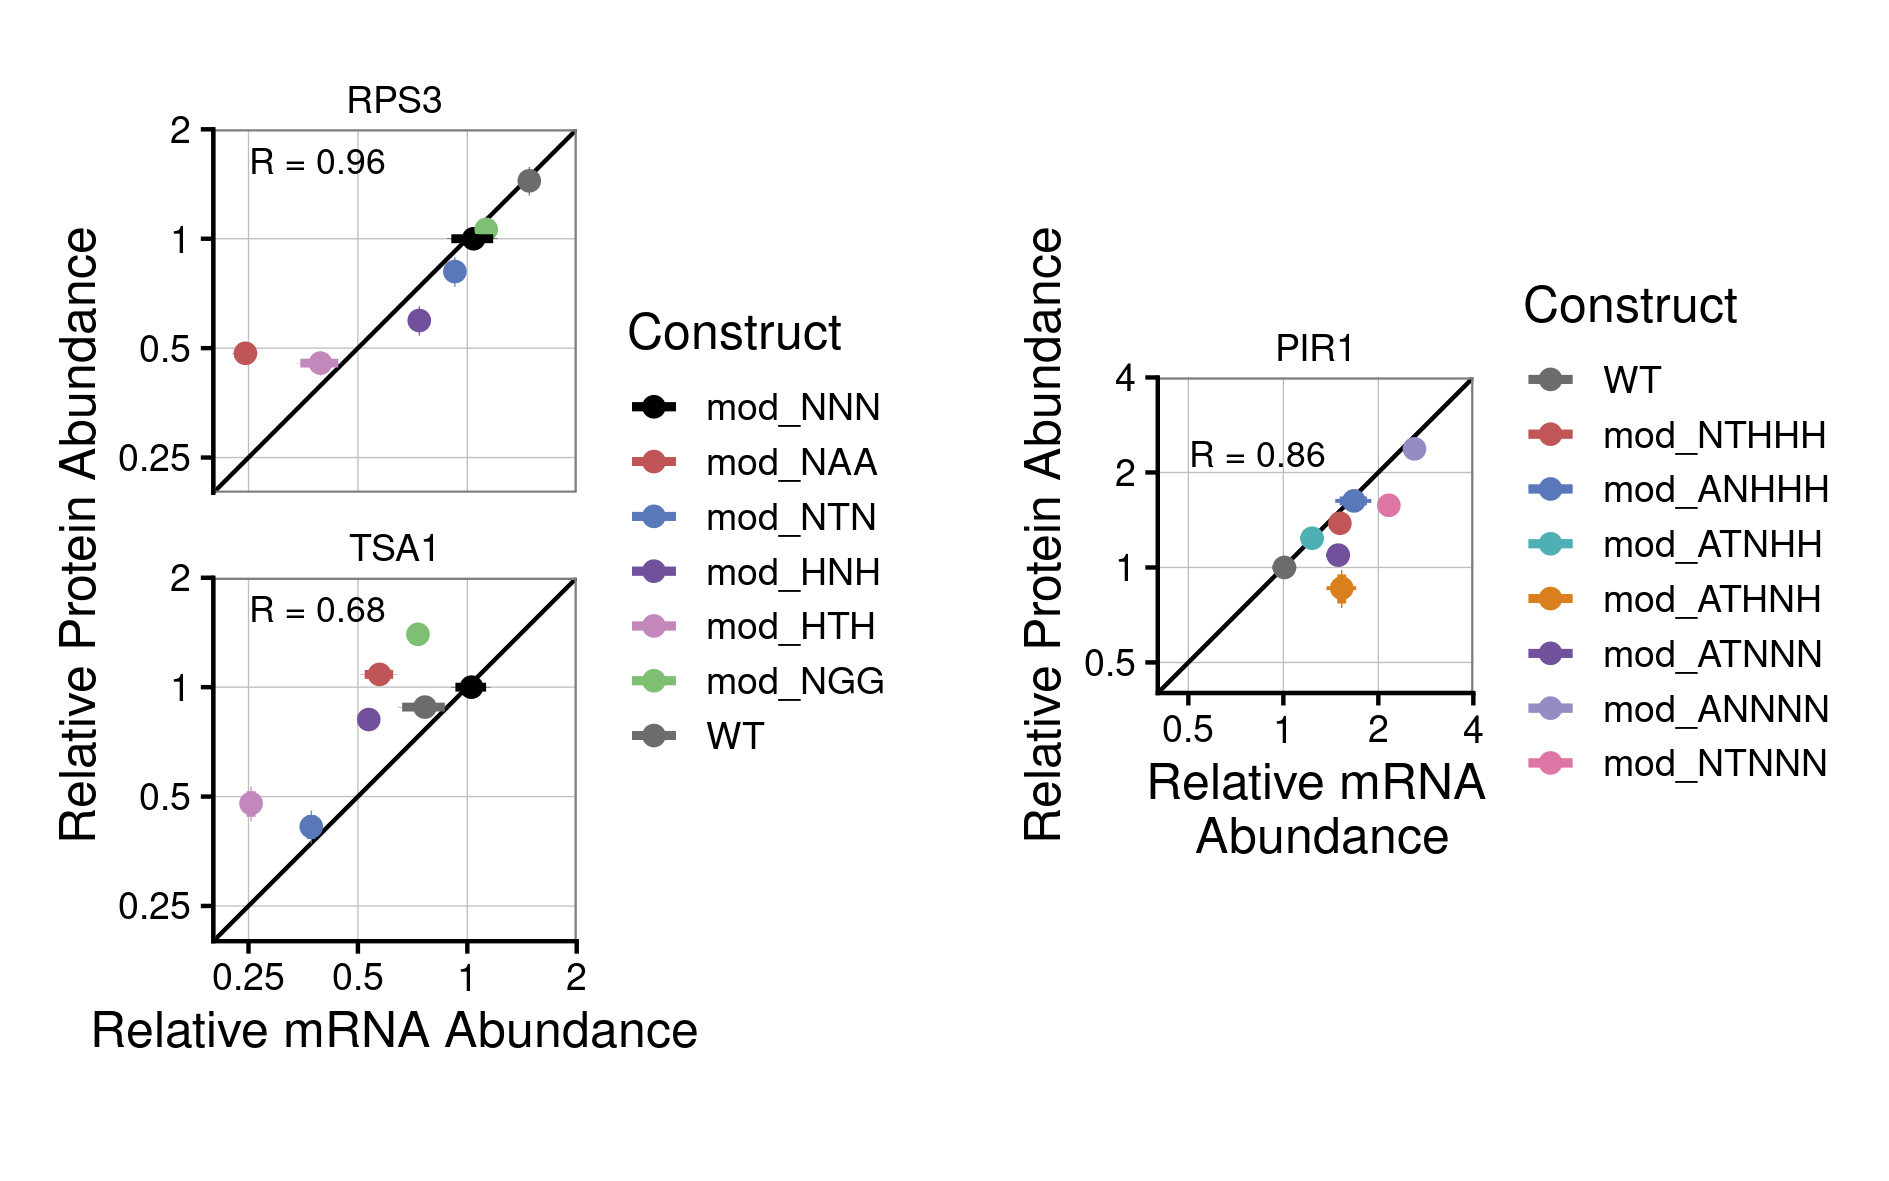 RPS3
2
1
0.5
0.25
R = 0.96
TSA1
2
1
0.5
0.25
R = 0.68
0.25 0.5 1 2
Relative mRNA Abundance
Relative Protein Abundance
Construct
mod_NNN
mod_NAA
mod_NTN
mod_HNH
mod_HTH
mod_NGG
WT
Relative Protein Abundance
PIR1
4
2
1
0.5
R = 0.86
0.5 1 2 4
Relative mRNA
Abundance
Construct
WT
mod_NTHHH
mod_ANHHH
mod_ATNHH
mod_ATHNH
mod_ATNNN
mod_ANNNN
mod_NTNNN